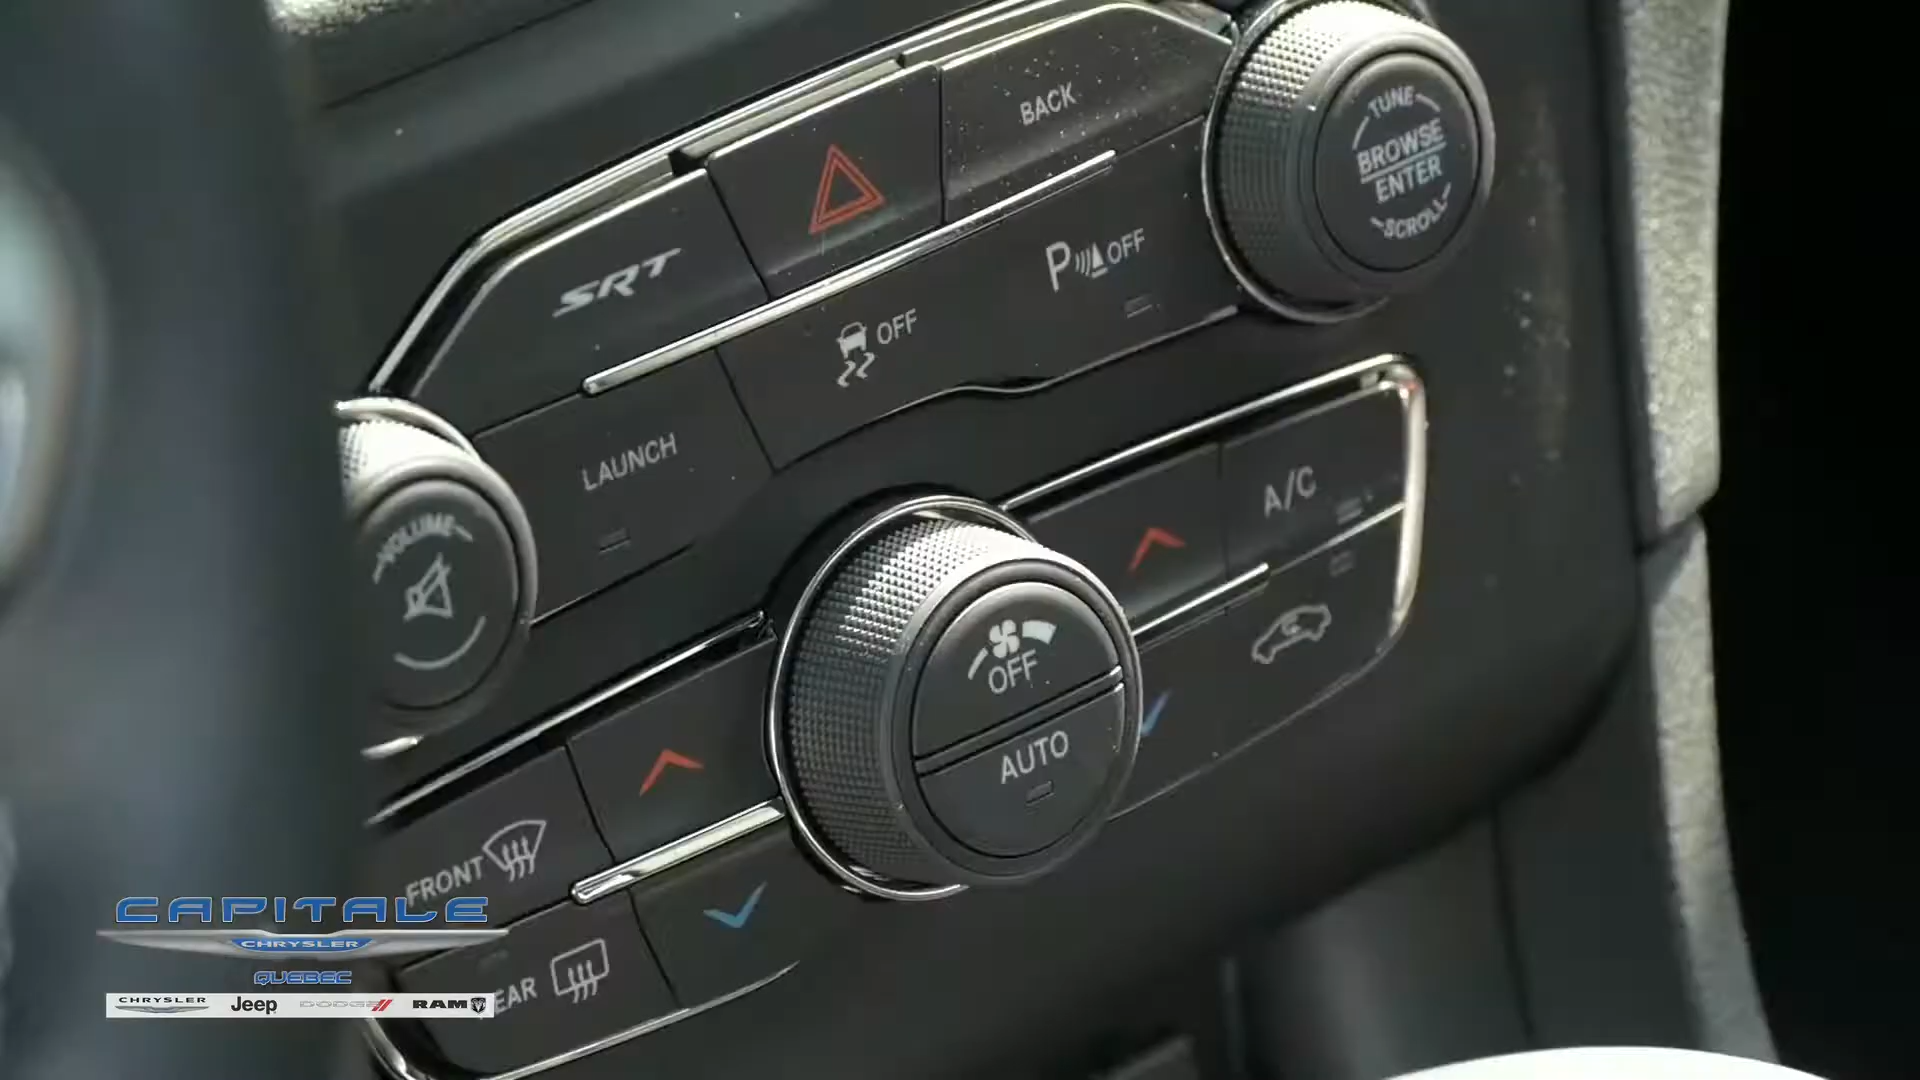 BACK
TUNE
BROWSE
ENTER
SCROLL
SRT
P OFF
OFF
LAUNCH
VOLUME
A/C
OFF
AUTO
FRONT
REAR
CAPITALE
CHRYSLER
QUEBEC
CHRYSLER Jeep DODGE RAM